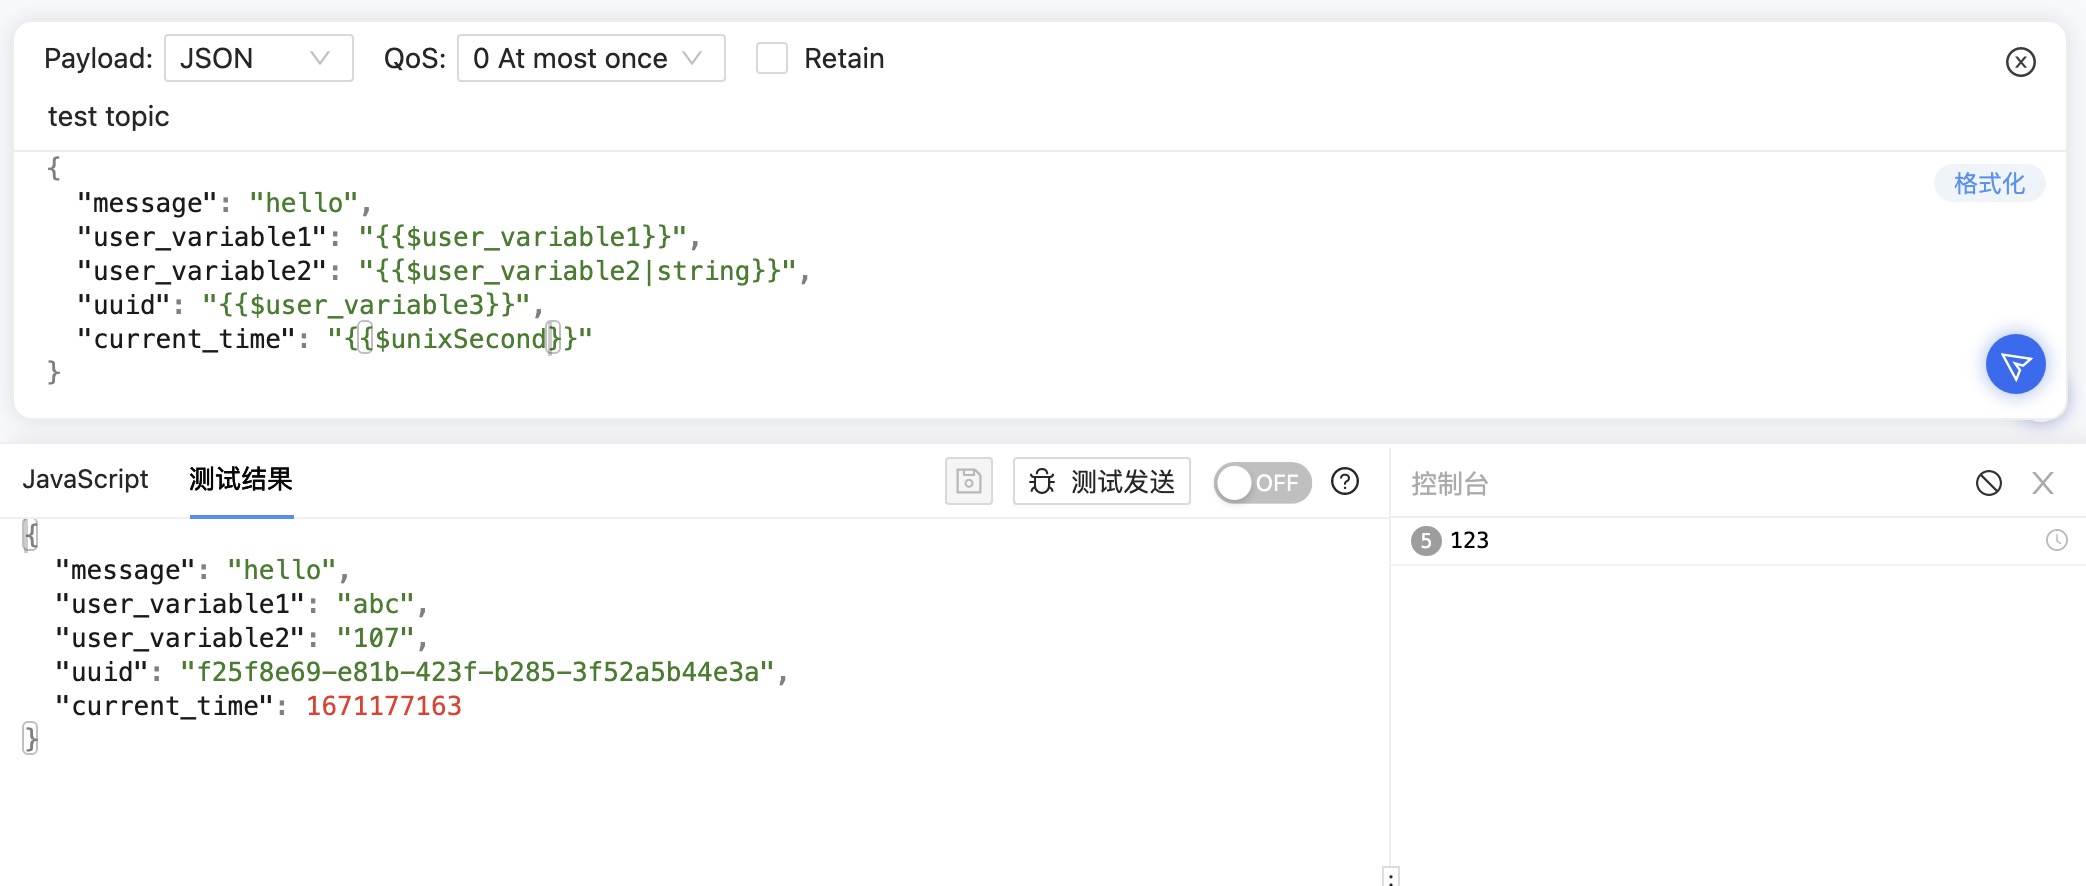 Payload: JSON QoS: 0 At most once Retain
test topic
{
"message": "hello",
"user_variable1": "{{$user_variable1}}",
"user_variable2": "{{$user_variable2|string}}",
"uuid": "{{$user_variable3}}",
"current_time": "{{$unixSecond}}"
}
格式化
JavaScript 测试结果 测试发送 OFF
{
"message": "hello",
"user_variable1": "abc",
"user_variable2": "107",
"uuid": "f25f8e69-e81b-423f-b285-3f52a5b44e3a",
"current_time": 1671177163
}
控制台
5 123